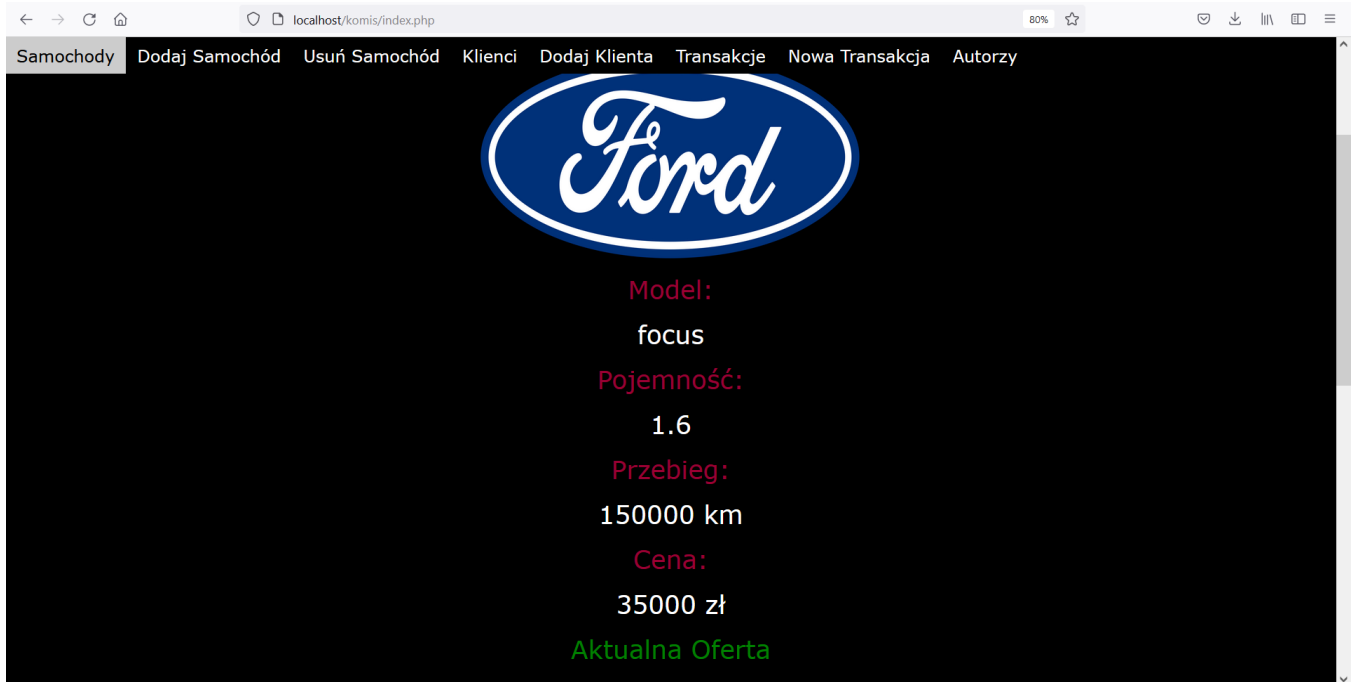 localhost/komis/index.php 80%
Samochody Dodaj Samochód Usuń Samochód Klienci Dodaj Klienta Transakcje Nowa Transakcja Autorzy
Ford
Model:
focus
Pojemność:
1.6
Przebieg:
150000 km
Cena:
35000 zł
Aktualna Oferta